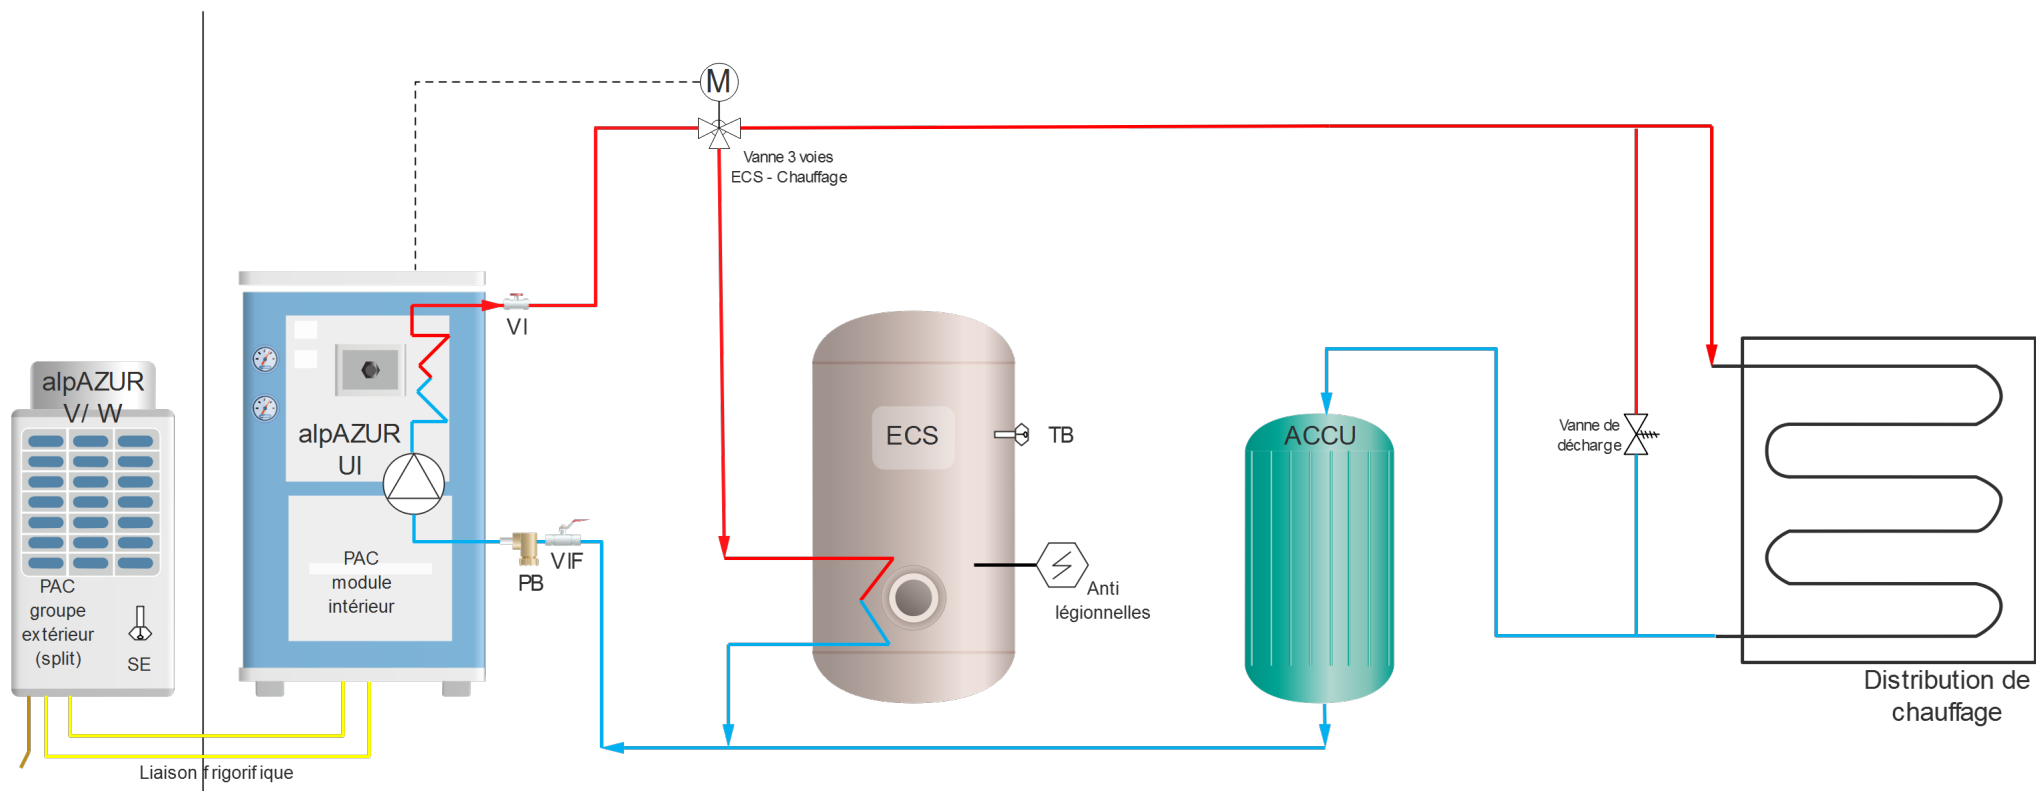 M
Vanne 3 voies
ECS - Chauffage
VI
alpAZUR
V/ W
alpAZUR
UI
ECS
TB
ACCU
Vanne de
décharge
PAC
groupe
extérieur
(split)
SE
PAC
module
intérieur
PB
VIF
Anti
légionnelles
Distribution de
chauffage
Liaison frigorifique